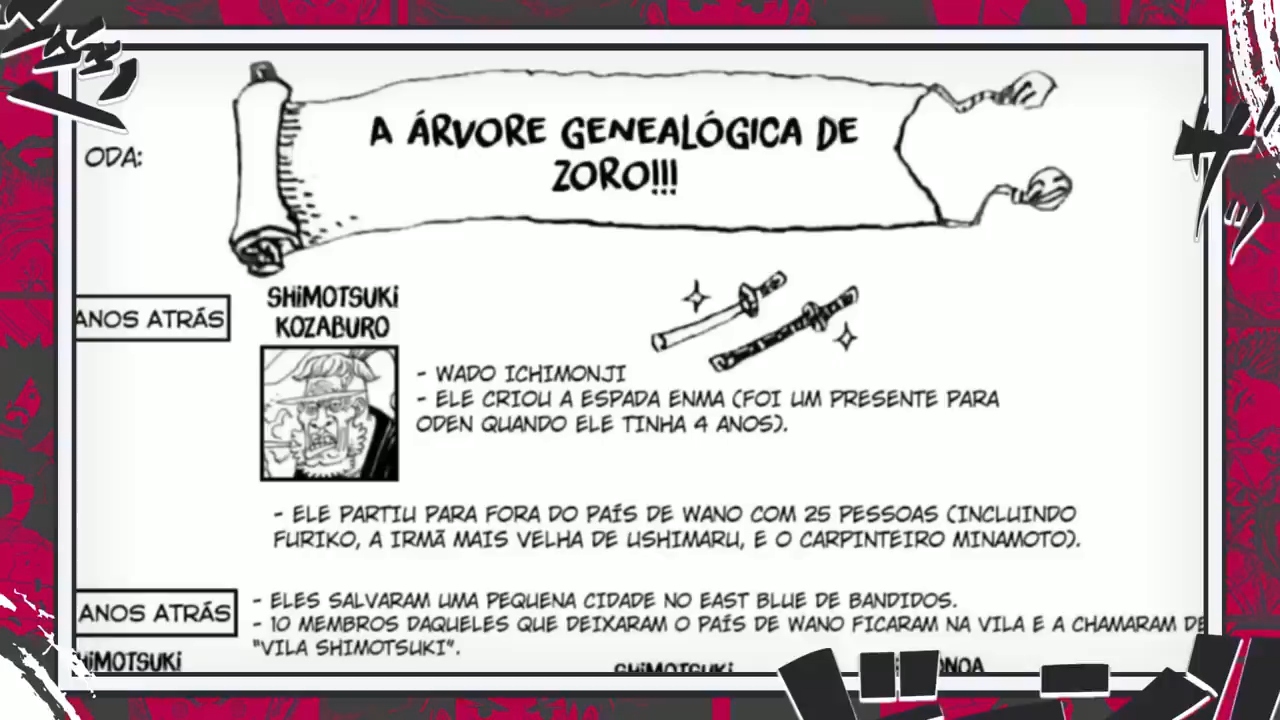 A ÁRVORE GENEALÓGICA DE
ZORO!!!
ODA:
SHIMOTSUKI
KOZABURO
ANOS ATRÁS
- WADO ICHIMONJI
- ELE CRIOU A ESPADA ENMA (FOI UM PRESENTE PARA
ODEN QUANDO ELE TINHA 4 ANOS).
- ELE PARTIU PARA FORA DO PAÍS DE WANO COM 25 PESSOAS (INCLUINDO
FURIKO, A IRMÃ MAIS VELHA DE USHIMARU, E O CARPINTEIRO MINAMOTO).
ANOS ATRÁS
- ELES SALVARAM UMA PEQUENA CIDADE NO EAST BLUE DE BANDIDOS.
- 10 MEMBROS DAQUELES QUE DEIXARAM O PAÍS DE WANO FICARAM NA VILA E A CHAMARAM DE
"VILA SHIMOTSUKI".
HIMOTSUKI
SHIMOTSUKI
ONOA